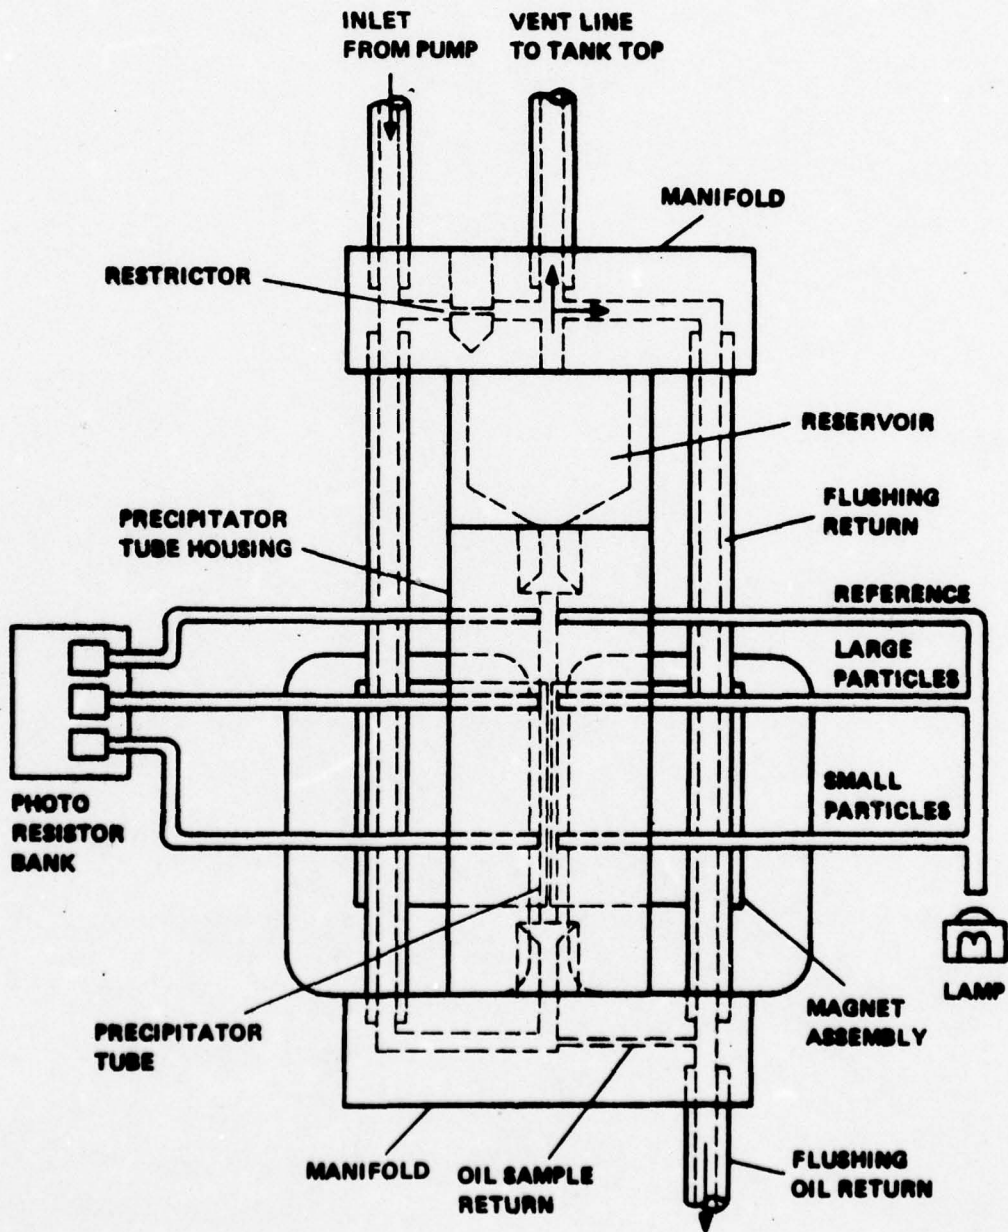 INLET
FROM PUMP
VENT LINE
TO TANK TOP
MANIFOLD
RESTRICTOR
RESERVOIR
FLUSHING
RETURN
PRECIPITATOR
TUBE HOUSING
REFERENCE
LARGE
PARTICLES
SMALL
PARTICLES
PHOTO
RESISTOR
BANK
LAMP
PRECIPITATOR
TUBE
MAGNET
ASSEMBLY
MANIFOLD
OIL SAMPLE
RETURN
FLUSHING
OIL RETURN